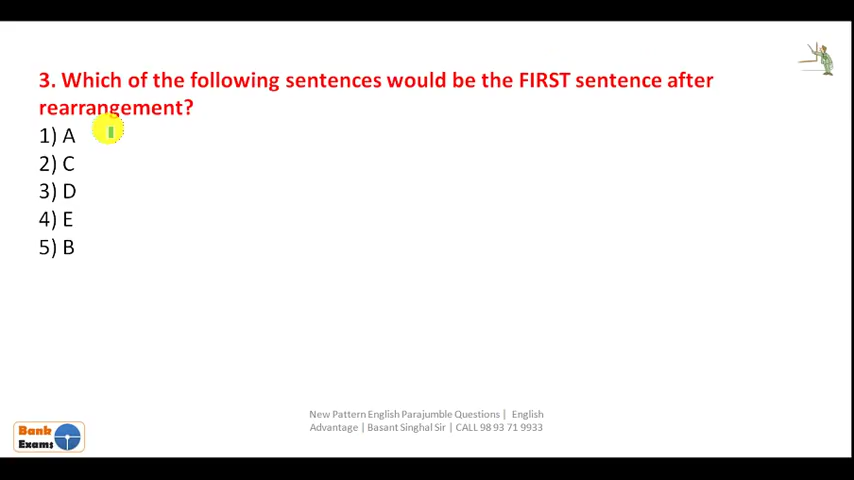 3. Which of the following sentences would be the FIRST sentence after
rearrangement?
1) A
2) C
3) D
4) E
5) B
New Pattern English Parajumble Questions | English
Advantage | Basant Singhal Sir | CALL 98 93 71 9933
Bank
Exams